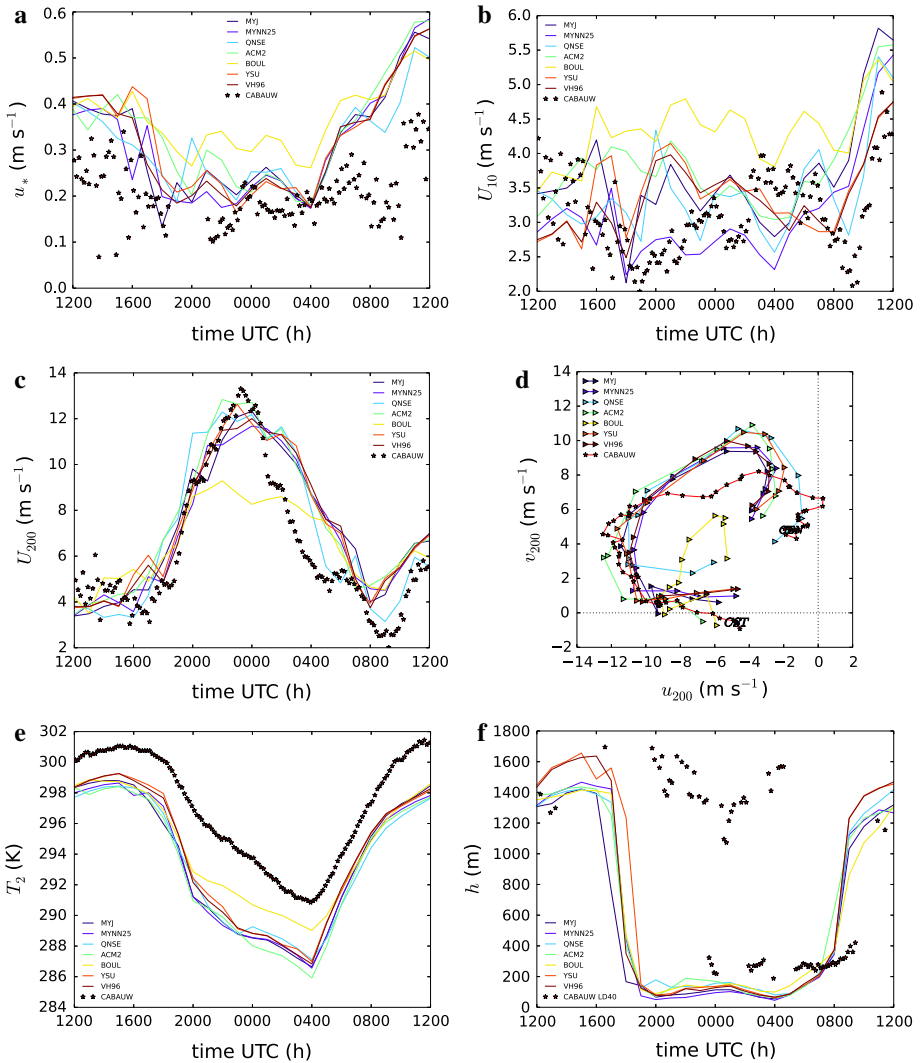 a
0.6
0.5
0.4
0.3
0.2
0.1
0.0
u* (m s⁻¹)
MYJ
MYNN25
QNSE
ACM2
BOUL
YSU
VH96
CABAUW
1200 1600 2000 0000 0400 0800 1200
time UTC (h)
b
6.0
5.5
5.0
4.5
4.0
3.5
3.0
2.5
2.0
U10 (m s⁻¹)
MYJ
MYNN25
QNSE
ACM2
BOUL
YSU
VH96
CABAUW
1200 1600 2000 0000 0400 0800 1200
time UTC (h)
c
14
12
10
8
6
4
2
U200 (m s⁻¹)
MYJ
MYNN25
QNSE
ACM2
BOUL
YSU
VH96
CABAUW
1200 1600 2000 0000 0400 0800 1200
time UTC (h)
d
14
12
10
8
6
4
2
0
−2
v200 (m s⁻¹)
MYJ
MYNN25
QNSE
ACM2
BOUL
YSU
VH96
CABAUW
−14 −12 −10 −8 −6 −4 −2 0 2
u200 (m s⁻¹)
e
302
300
298
296
294
292
290
288
286
284
T2 (K)
MYJ
MYNN25
QNSE
ACM2
BOUL
YSU
VH96
CABAUW
1200 1600 2000 0000 0400 0800 1200
time UTC (h)
f
1800
1600
1400
1200
1000
800
600
400
200
0
h (m)
MYJ
MYNN25
QNSE
ACM2
BOUL
YSU
VH96
CABAUW LD40
1200 1600 2000 0000 0400 0800 1200
time UTC (h)